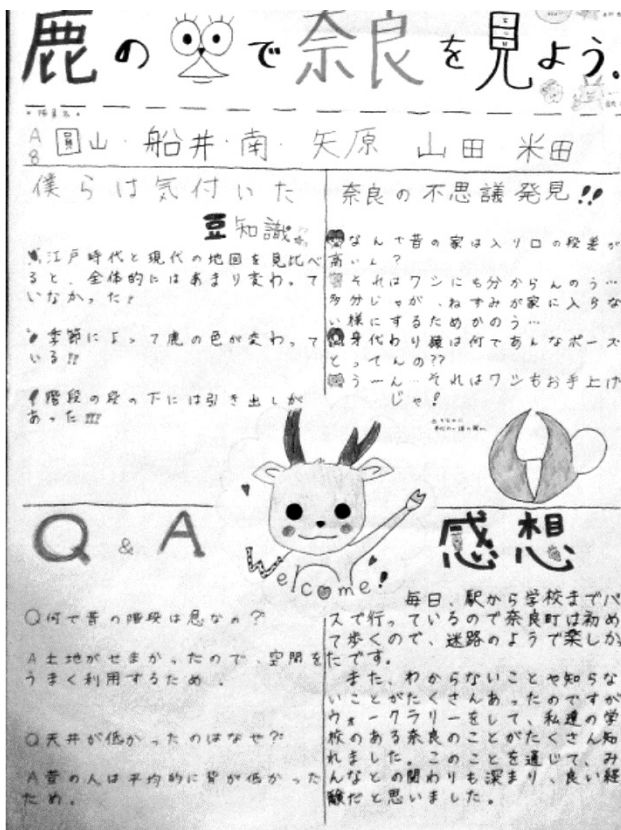 鹿の目で奈良を見よう。
A8 圓山・船井・南・矢原 山田 米田
僕らは気付いた
豆知識
江戸時代と現代の地図を見比べ
ると、全体的にはあまり変わって
いなかった!
季節によって鹿の色が変わって
いる!!
階段の段の下には引き出しが
あった!!!
奈良の不思議発見!!
なんで昔の家は入り口の段差が
高いん?
それはワシにも分からんのう…
多分じゃが、ねずみが家に入らな
い様にするためかのう…
身代わり猿は何であんなポーズ
とってんの??
う〜ん…それはワシもお手上げ
じゃ!
Welcome!
Q&A
Q何で昔の階段は急なの?
A土地がせまかったので、空間を
うまく利用するため。
Q天井が低かったのはなぜ?
A昔の人は平均的に背が低かった
ため。
感想
毎日、駅から学校までバ
スで行っているので奈良町は初め
て歩くので、迷路のようで楽しか
たです。
また、わからないことや知らな
いことがたくさんあったのですが
ウォークラリーをして、私達の学
校のある奈良のことがたくさん知
れました。このことを通じて、み
んなとの関わりも深まり、良い経
験だと思いました。